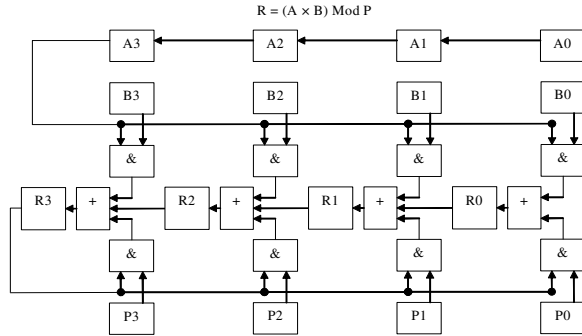 R = (A × B) Mod P
A3 A2 A1 A0
B3 B2 B1 B0
& & & &
R3 + R2 + R1 + R0 +
& & & &
P3 P2 P1 P0